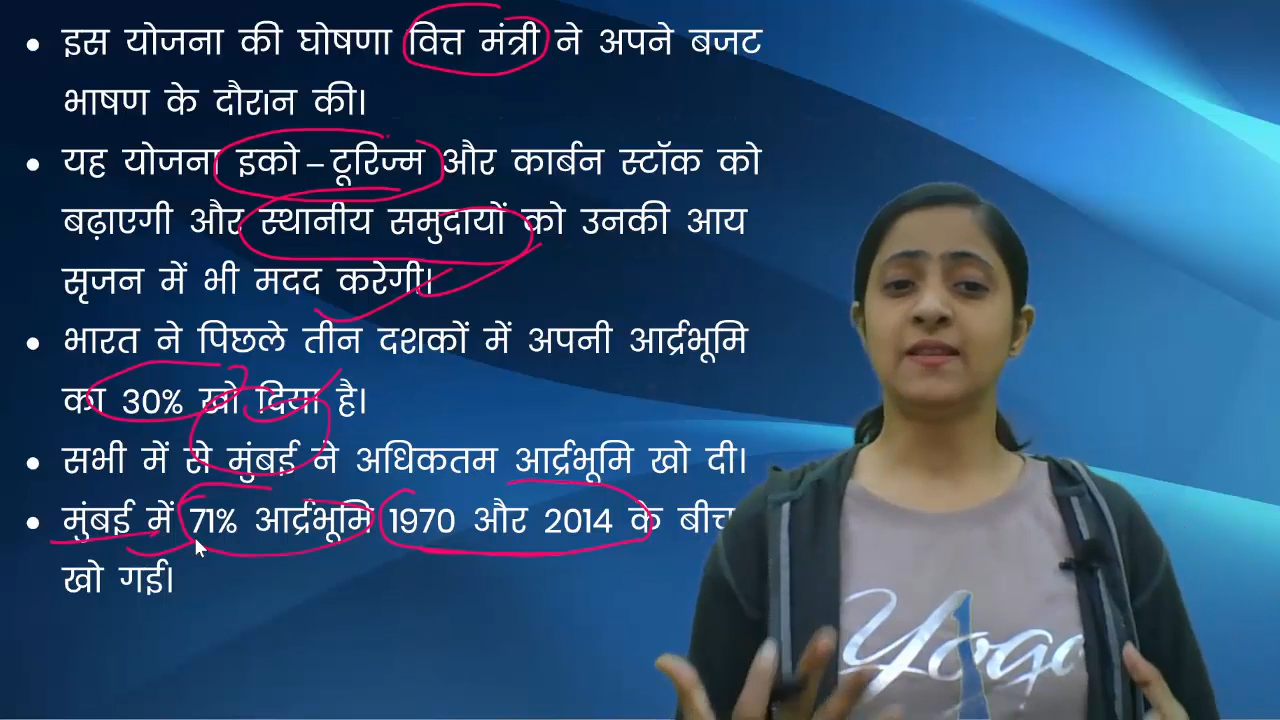 • इस योजना की घोषणा वित्त मंत्री ने अपने बजट
भाषण के दौरान की।
• यह योजना इको – टूरिज्म और कार्बन स्टॉक को
बढ़ाएगी और स्थानीय समुदायों को उनकी आय
सृजन में भी मदद करेगी।
• भारत ने पिछले तीन दशकों में अपनी आर्द्रभूमि
का 30% खो दिया है।
• सभी में से मुंबई ने अधिकतम आर्द्रभूमि खो दी।
• मुंबई में 71% आर्द्रभूमि 1970 और 2014 के बीच
खो गई।
Yoga